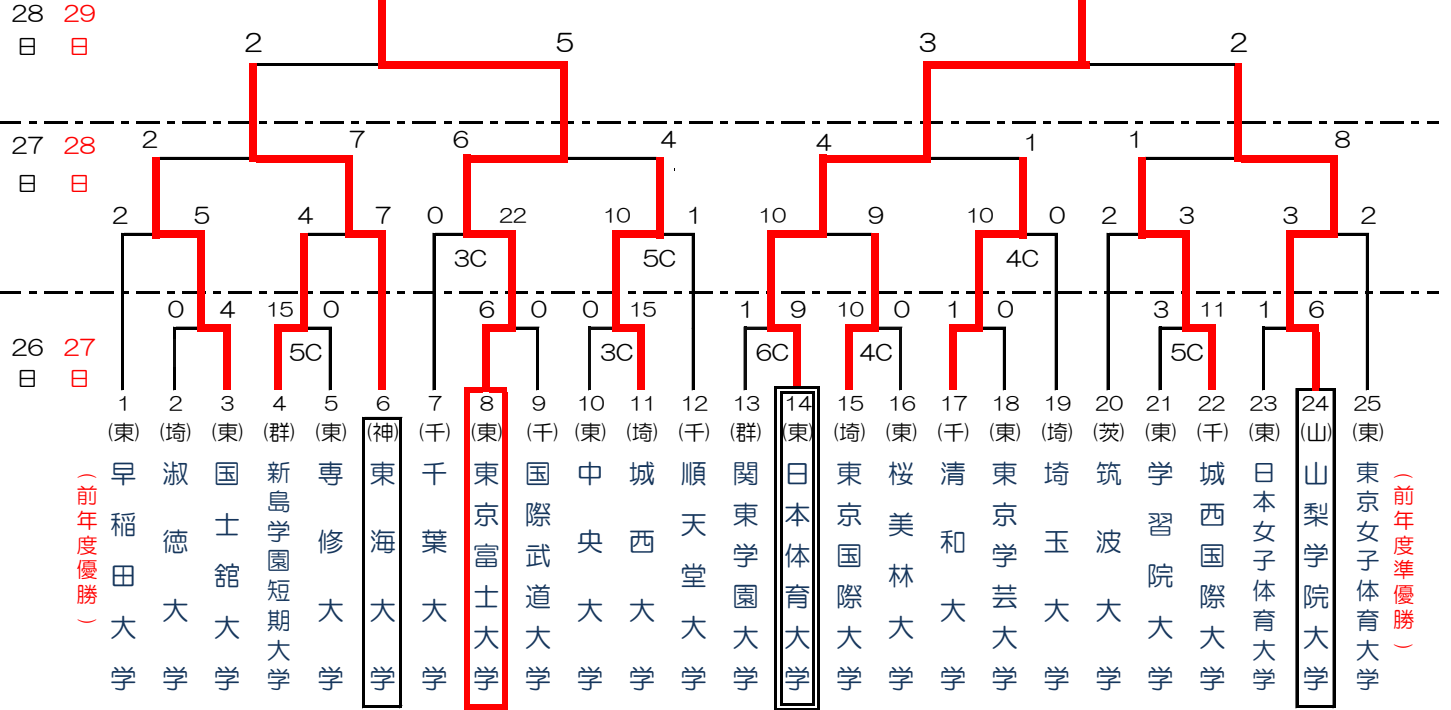 28 29
日 日
2 5 3 2
27 28
日 日
2 7 6 4 4 1 1 8
2 5 4 7 0 22 10 1 10 9 10 0 2 3 3 2
3C 5C 4C
0 4 15 0 6 0 0 15 1 9 10 0 1 0 3 11 1 6
26 27
日 日
5C 3C 6C 4C 5C
1 2 3 4 5 6 7 8 9 10 11 12 13 14 15 16 17 18 19 20 21 22 23 24 25
(東) (埼) (東) (群) (東) (神) (千) (東) (千) (東) (埼) (千) (群) (東) (埼) (東) (千) (東) (埼) (茨) (東) (千) (東) (山) (東)
(前年度優勝)
早稲田大学
淑徳大学
国士舘大学
新島学園短期大学
専修大学
東海大学
千葉大学
東京富士大学
国際武道大学
中央大学
城西大学
順天堂大学
関東学園大学
日本体育大学
東京国際大学
桜美林大学
清和大学
東京学芸大学
埼玉大学
筑波大学
学習院大学
城西国際大学
日本女子体育大学
山梨学院大学
東京女子体育大学
(前年度準優勝)